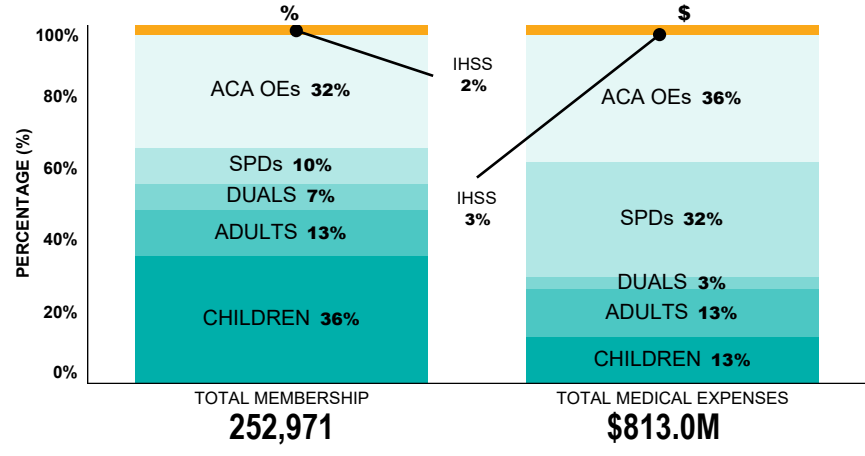 %
$
PERCENTAGE (%)
100%
80%
60%
40%
20%
0%
ACA OEs 32%
SPDs 10%
DUALS 7%
ADULTS 13%
CHILDREN 36%
IHSS
2%
IHSS
3%
ACA OEs 36%
SPDs 32%
DUALS 3%
ADULTS 13%
CHILDREN 13%
TOTAL MEMBERSHIP
252,971
TOTAL MEDICAL EXPENSES
$813.0M